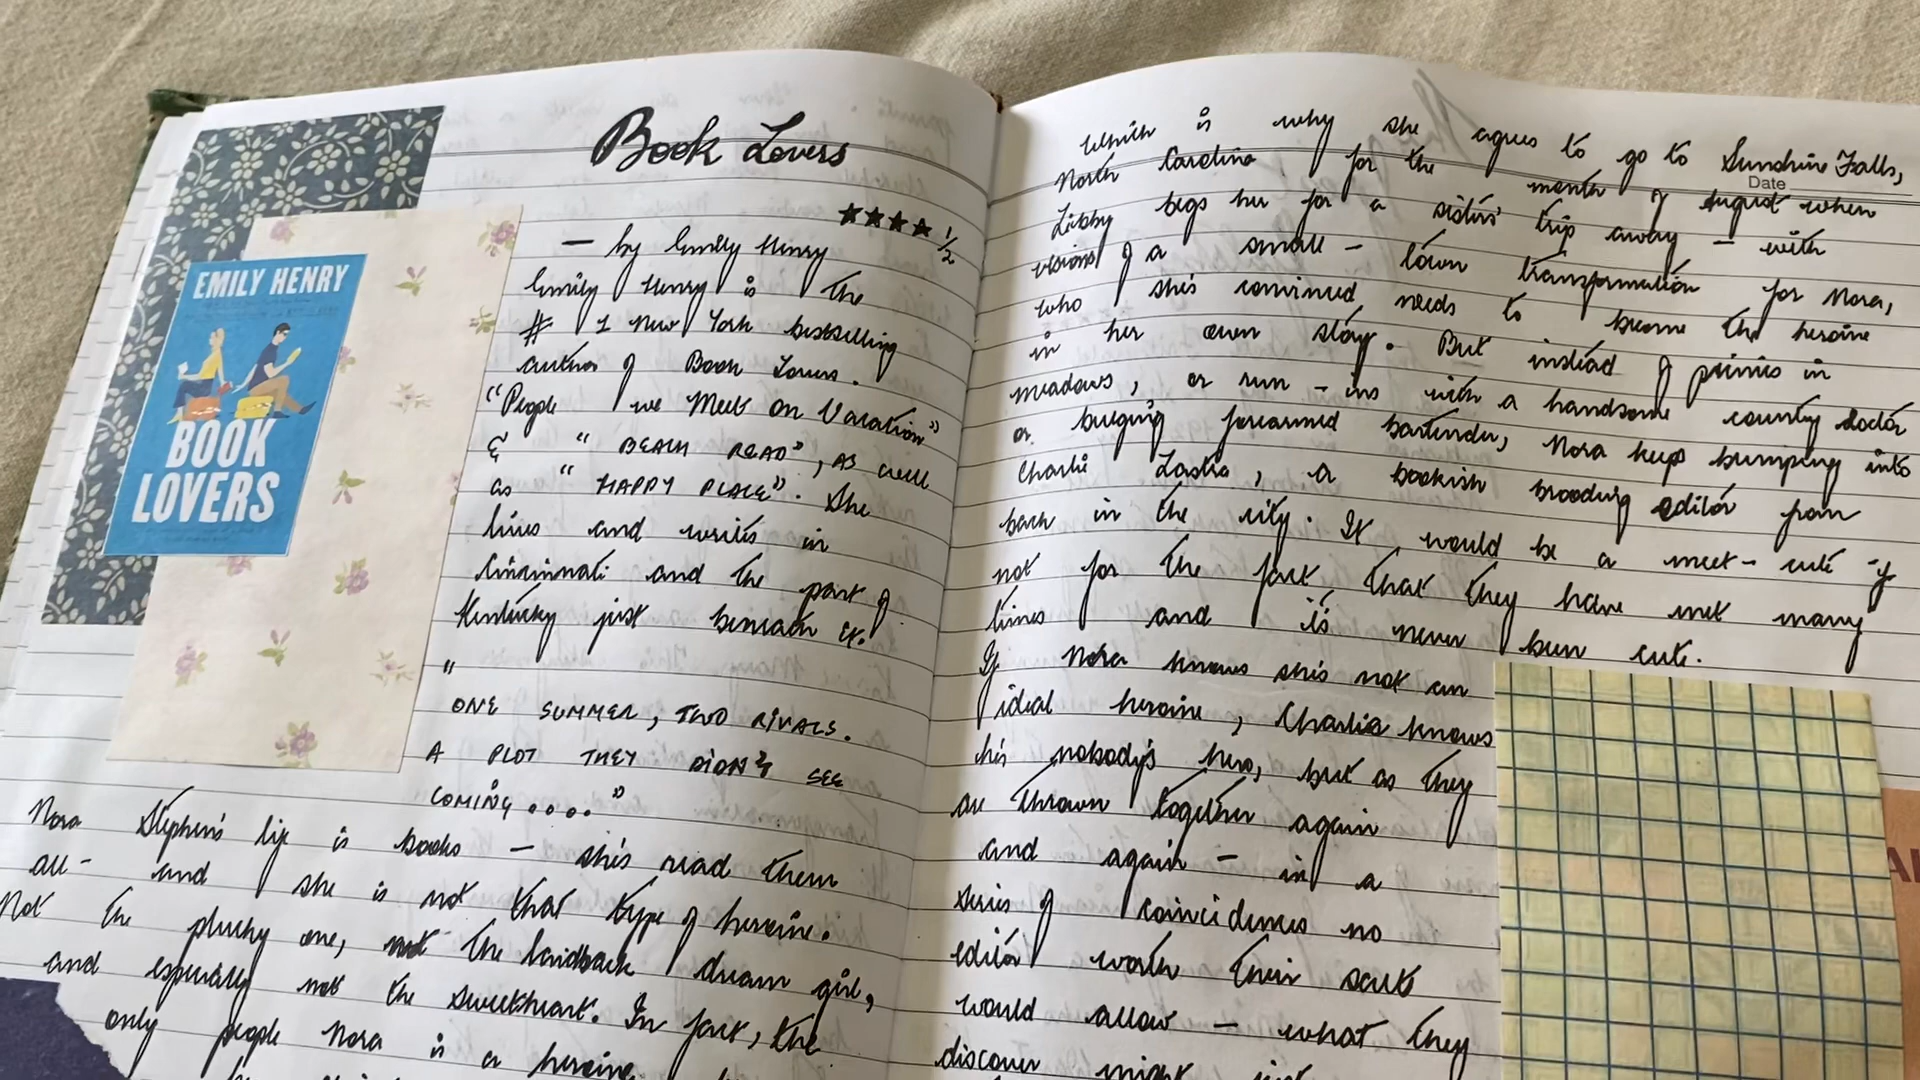 Book Lovers
★★★★ 1/2
— by Emily Henry
Emily Henry is the
# 1 New York bestselling
author of Book Lovers.
"People we Meet on Vacation"
& "BEACH READ", AS well
as "HAPPY PLACE". She
lives and writes in
Cincinnati and the part of
Kentucky just beneath it.
"
ONE SUMMER, TWO RIVALS.
A PLOT THEY DIDN'T SEE
COMING...."
Nora Stephen's life is books — she's read them
all - and she is not that type of heroine.
Not the plucky one, not the laidback dream girl,
and especially not the sweetheart. In fact, the
only people Nora is a heroine
EMILY HENRY
BOOK
LOVERS
which is why she agrees to go to Sunshine Falls,
Date
North Carolina for the month of August when
Libby begs her for a sisters' trip away — with
visions of a small - town transformation for Nora,
who she's convinced needs to become the heroine
in her own story. But instead of picnics in
meadows, or run - ins with a handsome country doctor
or bulging forearmed bartender, Nora keeps bumping into
Charlie Lastra, a bookish brooding editor from
back in the city. It would be a meet - cute if
not for the fact that they have met many
times and it's never been cute.
If Nora knows she's not an
ideal heroine, Charlie knows
he's nobody's hero, but as they
are thrown together again
and again - in a
series of coincidences no
editor worth their salt
would allow — what they
discover might just